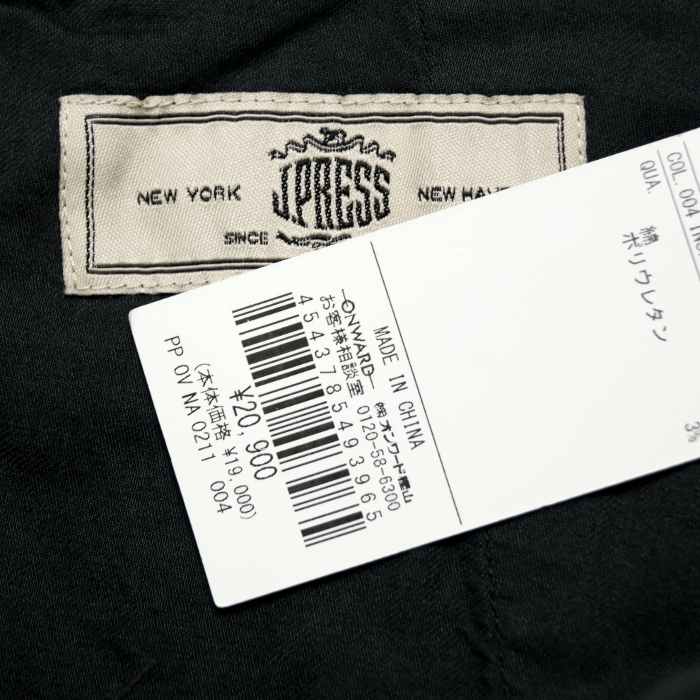 J.PRESS
NEW YORK
NEW HAVE
SINCE
COL. 004
QUA.
綿
ポリウレタン
3%
MADE IN CHINA
ONWARD
㈱オンワード樫山
お客様相談室 0120-58-6300
4543785493965
¥20,900
(本体価格 ¥19,000)
PP OV NA 0211 004